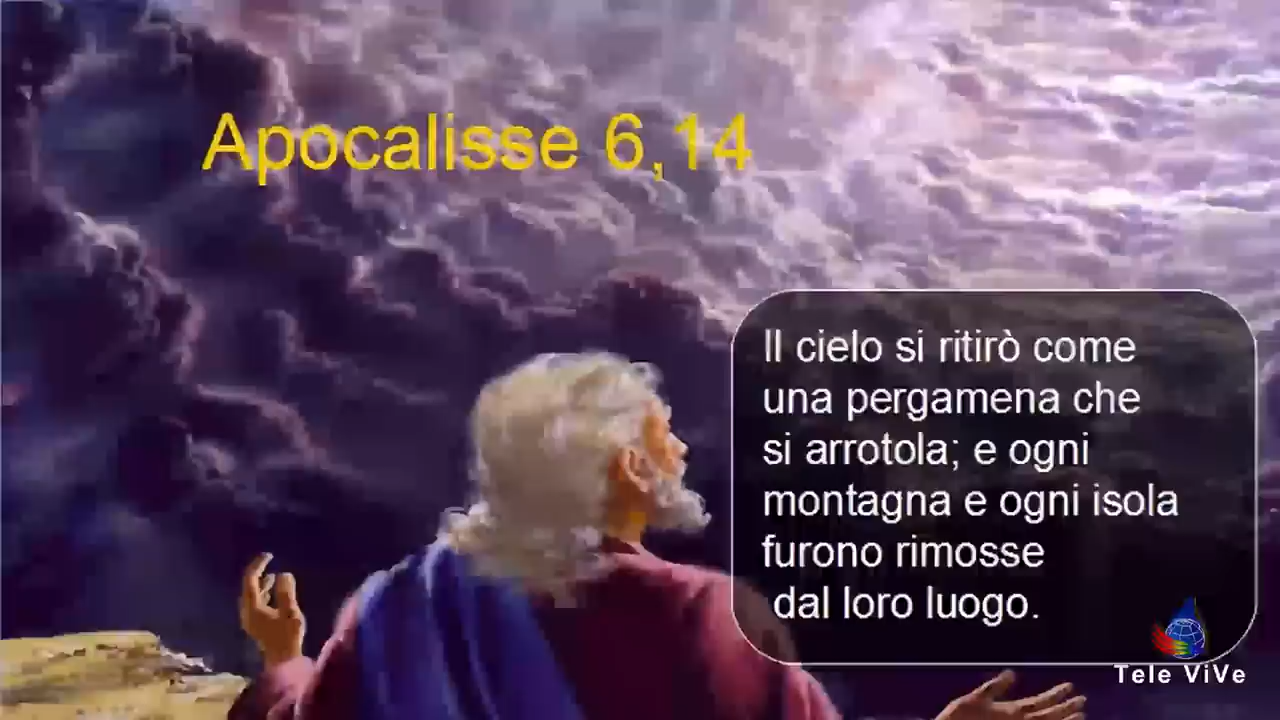 Apocalisse 6,14
Il cielo si ritirò come
una pergamena che
si arrotola; e ogni
montagna e ogni isola
furono rimosse
dal loro luogo.
Tele ViVe